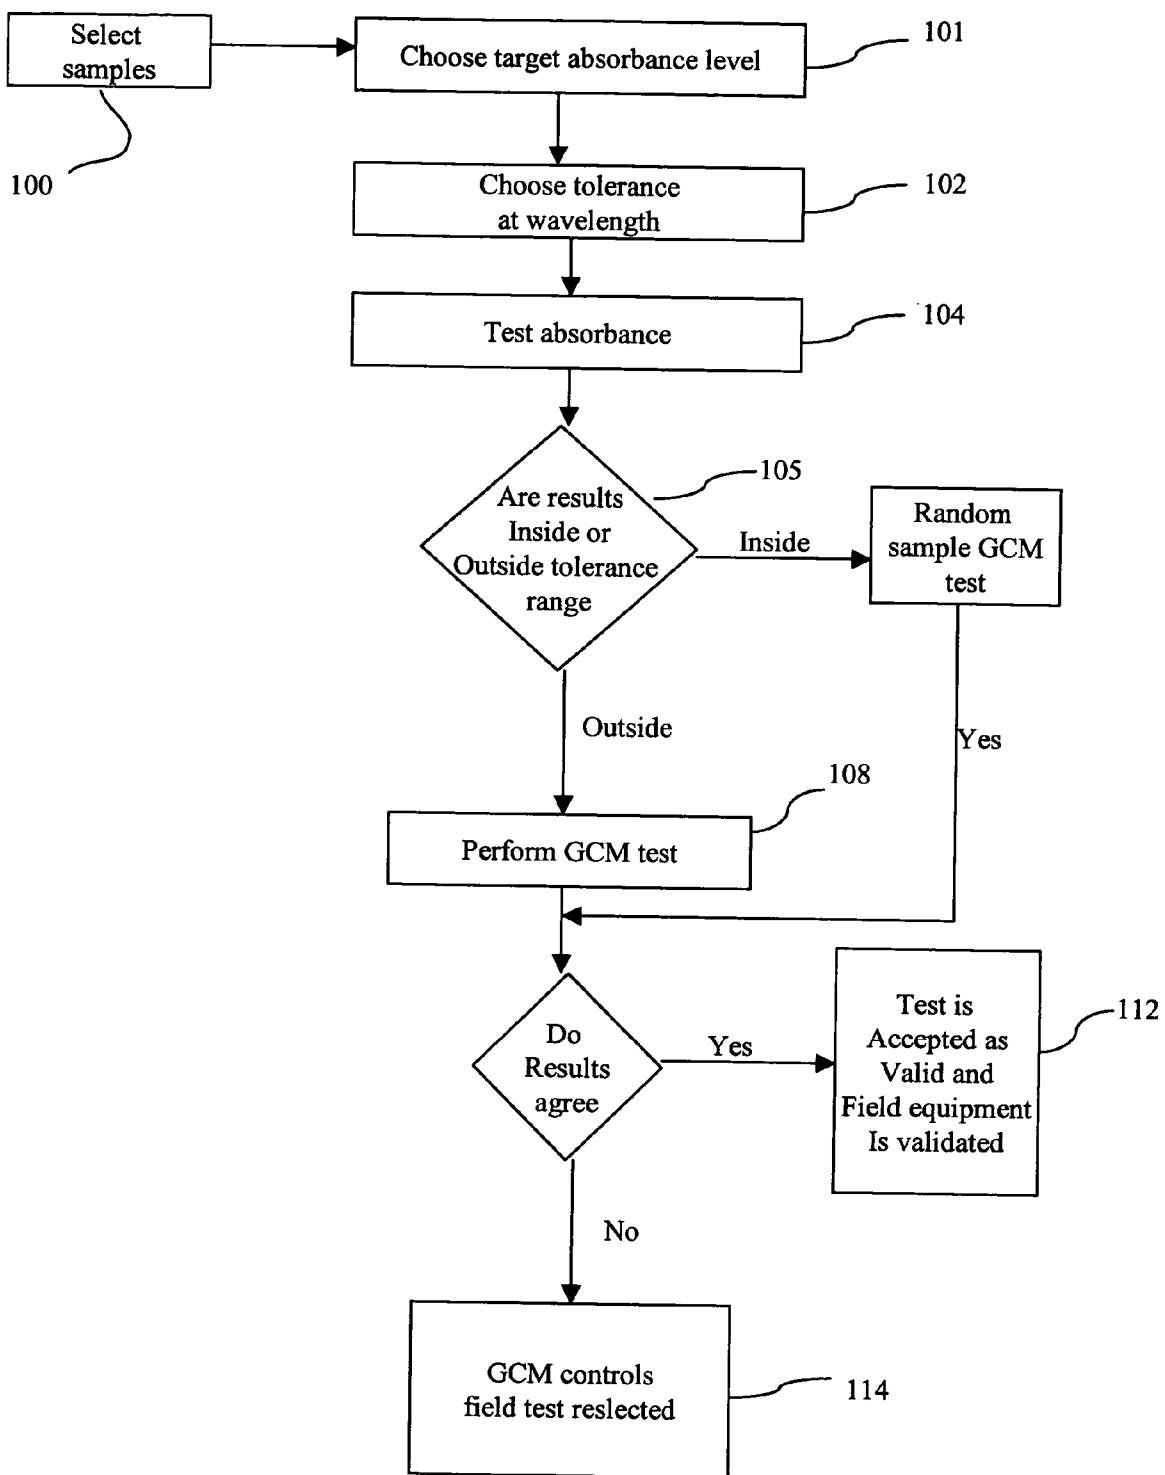 Select
samples
100
Choose target absorbance level
101
Choose tolerance
at wavelength
102
Test absorbance
104
Are results
Inside or
Outside tolerance
range
105
Inside
Random
sample GCM
test
Outside
Yes
Perform GCM test
108
Do
Results
agree
Yes
Test is
Accepted as
Valid and
Field equipment
Is validated
112
No
GCM controls
field test reslected
114